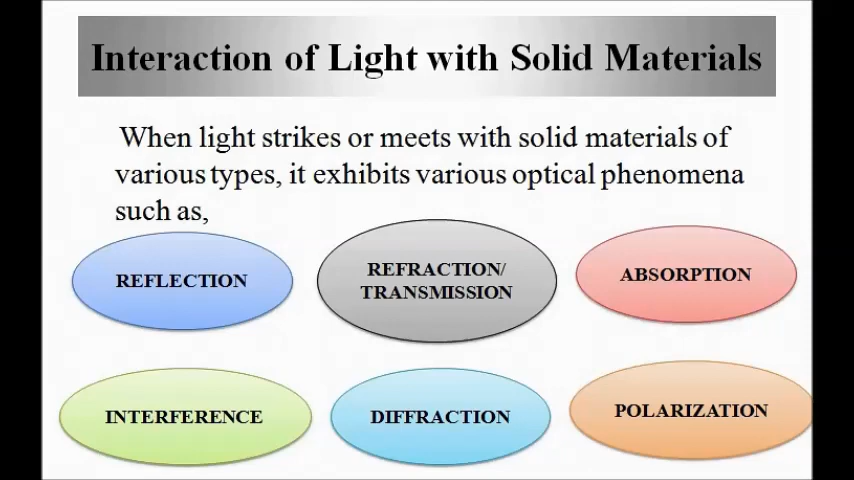 Interaction of Light with Solid Materials
When light strikes or meets with solid materials of
various types, it exhibits various optical phenomena
such as,
REFLECTION
REFRACTION/
TRANSMISSION
ABSORPTION
INTERFERENCE
DIFFRACTION
POLARIZATION